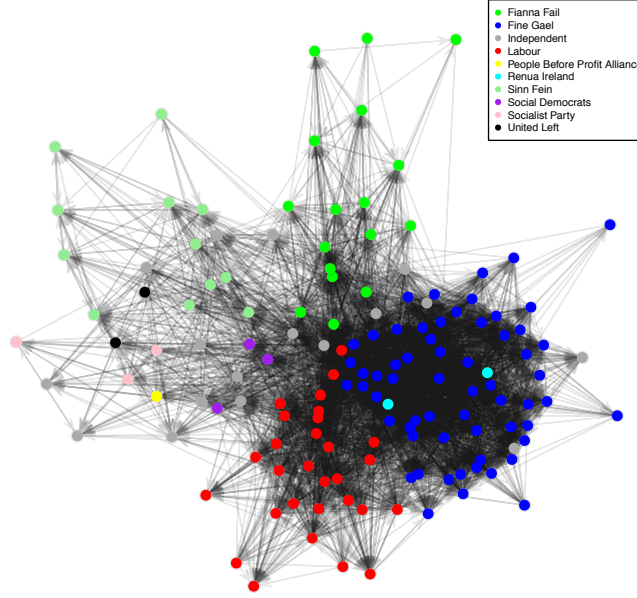 Fianna Fail
Fine Gael
Independent
Labour
People Before Profit Alliance
Renua Ireland
Sinn Fein
Social Democrats
Socialist Party
United Left